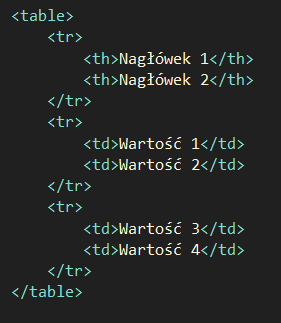 <table>
    <tr>
        <th>Nagłówek 1</th>
        <th>Nagłówek 2</th>
    </tr>
    <tr>
        <td>Wartość 1</td>
        <td>Wartość 2</td>
    </tr>
    <tr>
        <td>Wartość 3</td>
        <td>Wartość 4</td>
    </tr>
</table>